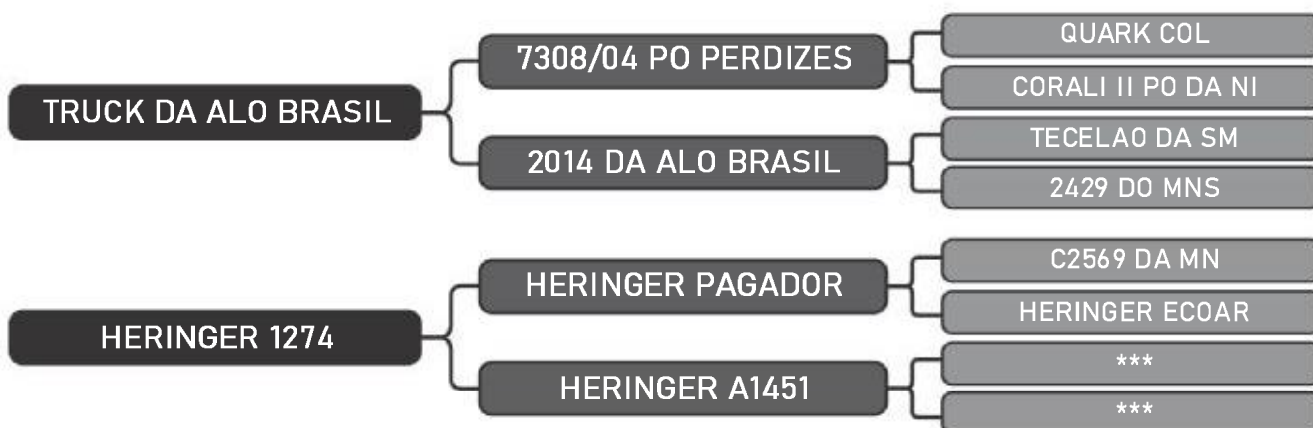 QUARK COL
7308/04 PO PERDIZES
CORALI II PO DA NI
TRUCK DA ALO BRASIL
TECELAO DA SM
2014 DA ALO BRASIL
2429 DO MNS
C2569 DA MN
HERINGER PAGADOR
HERINGER ECOAR
HERINGER 1274
***
HERINGER A1451
***